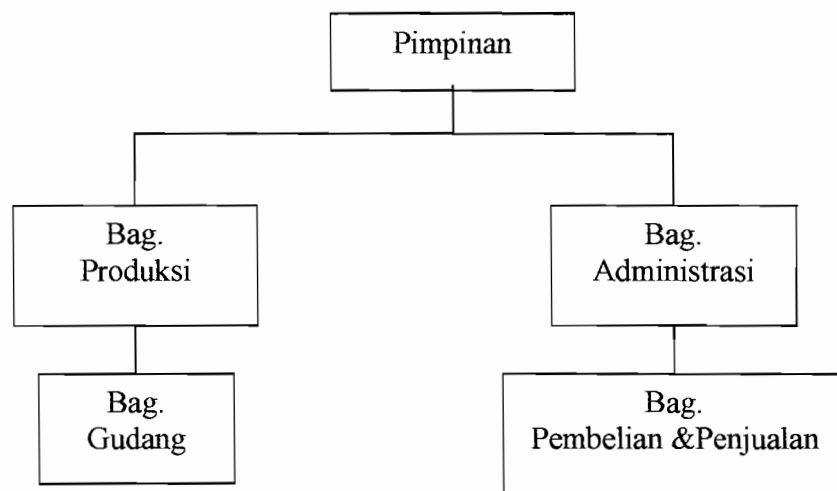 Pimpinan
Bag.
Produksi
Bag.
Administrasi
Bag.
Gudang
Bag.
Pembelian &Penjualan